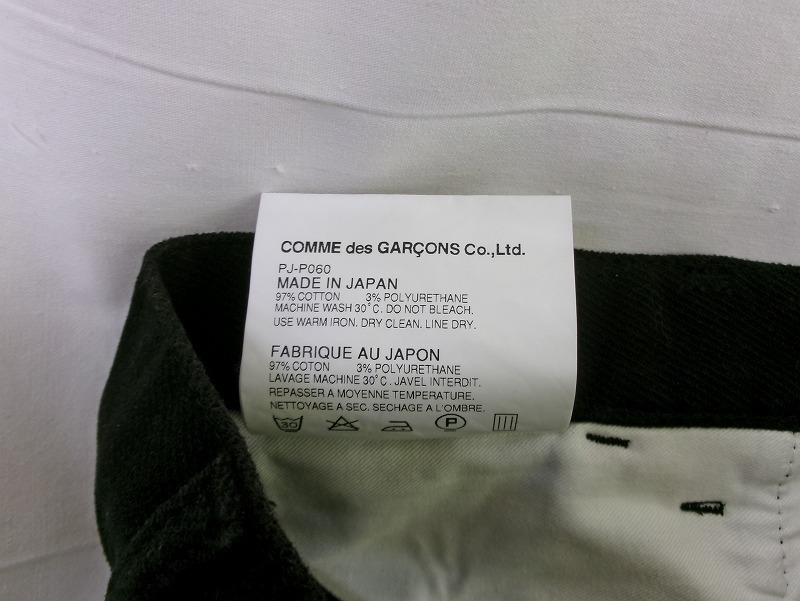 COMME des GARÇONS Co.,Ltd.
PJ-P060
MADE IN JAPAN
97% COTTON 3% POLYURETHANE
MACHINE WASH 30°C. DO NOT BLEACH.
USE WARM IRON. DRY CLEAN. LINE DRY.
FABRIQUE AU JAPON
97% COTON 3% POLYURETHANE
LAVAGE MACHINE 30°C. JAVEL INTERDIT.
REPASSER A MOYENNE TEMPERATURE.
NETTOYAGE A SEC. SECHAGE A L'OMBRE.
30 P